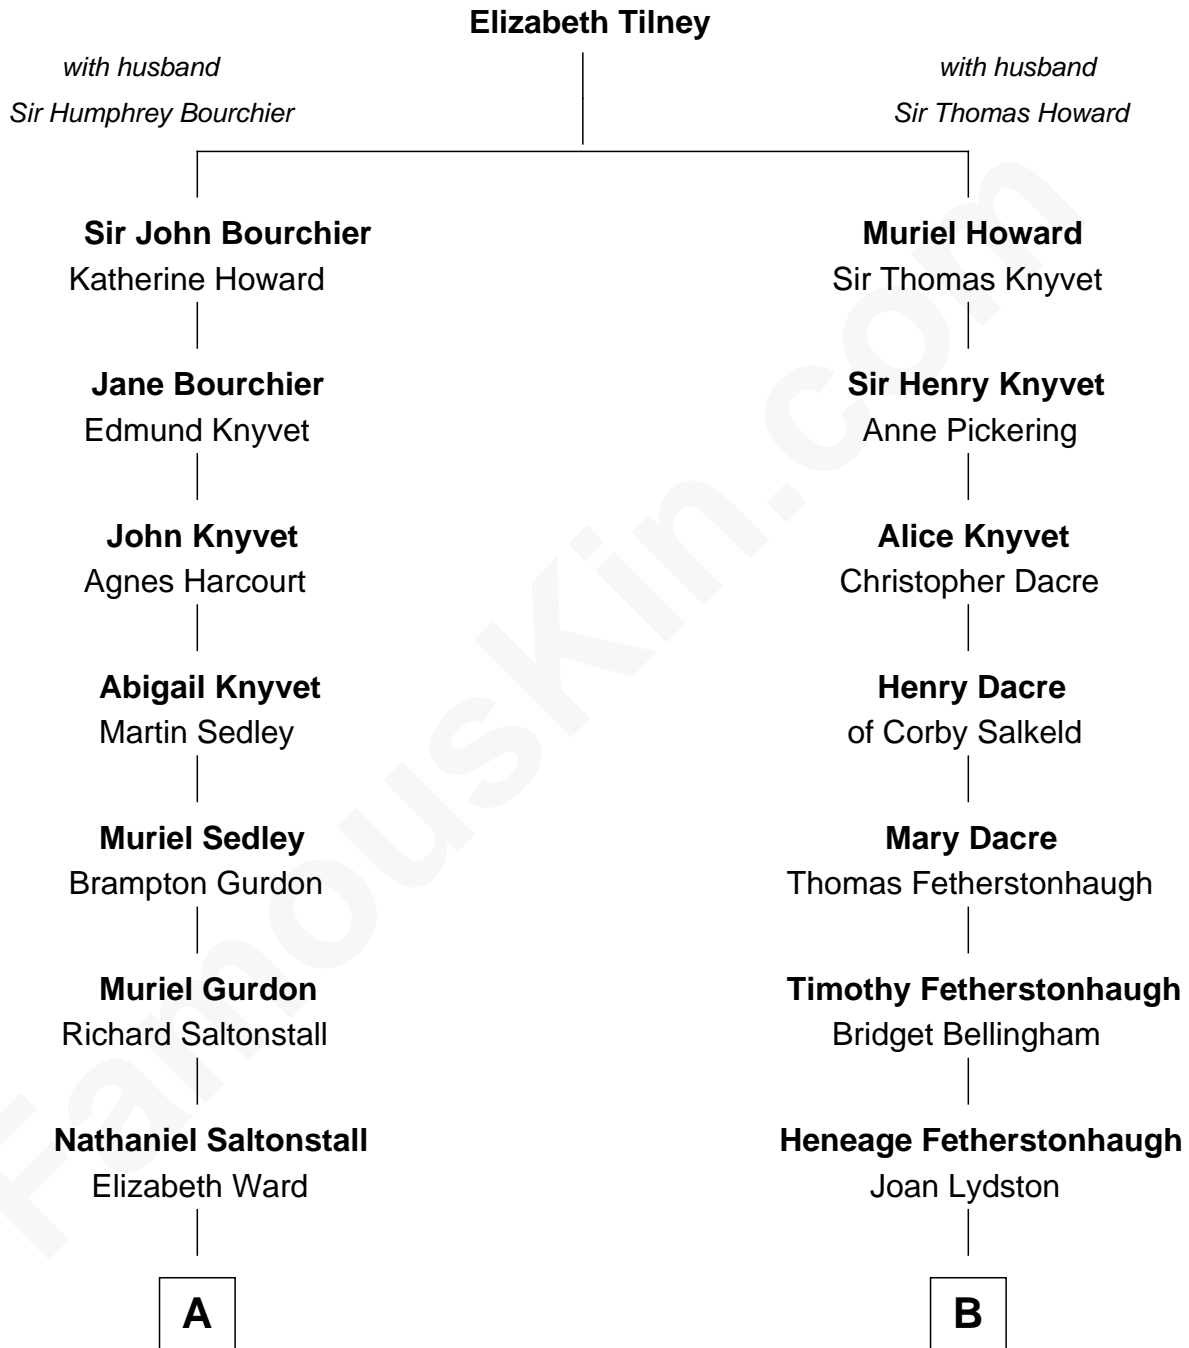 Elizabeth Tilney
with husband
Sir Humphrey Bourchier
with husband
Sir Thomas Howard
Sir John Bourchier
Katherine Howard
Muriel Howard
Sir Thomas Knyvet
Jane Bourchier
Edmund Knyvet
Sir Henry Knyvet
Anne Pickering
John Knyvet
Agnes Harcourt
Alice Knyvet
Christopher Dacre
Abigail Knyvet
Martin Sedley
Henry Dacre
of Corby Salkeld
Muriel Sedley
Brampton Gurdon
Mary Dacre
Thomas Fetherstonhaugh
Muriel Gurdon
Richard Saltonstall
Timothy Fetherstonhaugh
Bridget Bellingham
Nathaniel Saltonstall
Elizabeth Ward
Heneage Fetherstonhaugh
Joan Lydston
A
B
FamousKin.com